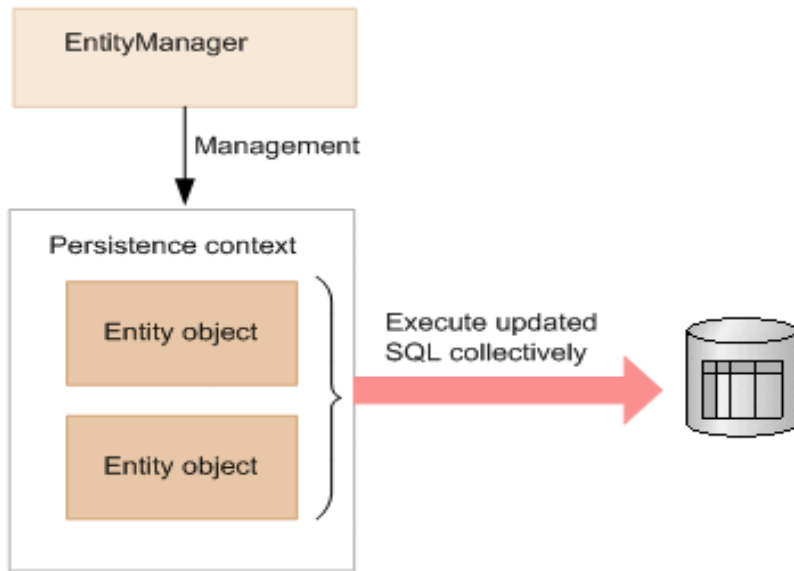 EntityManager
Management
Persistence context
Entity object
Entity object
Execute updated
SQL collectively